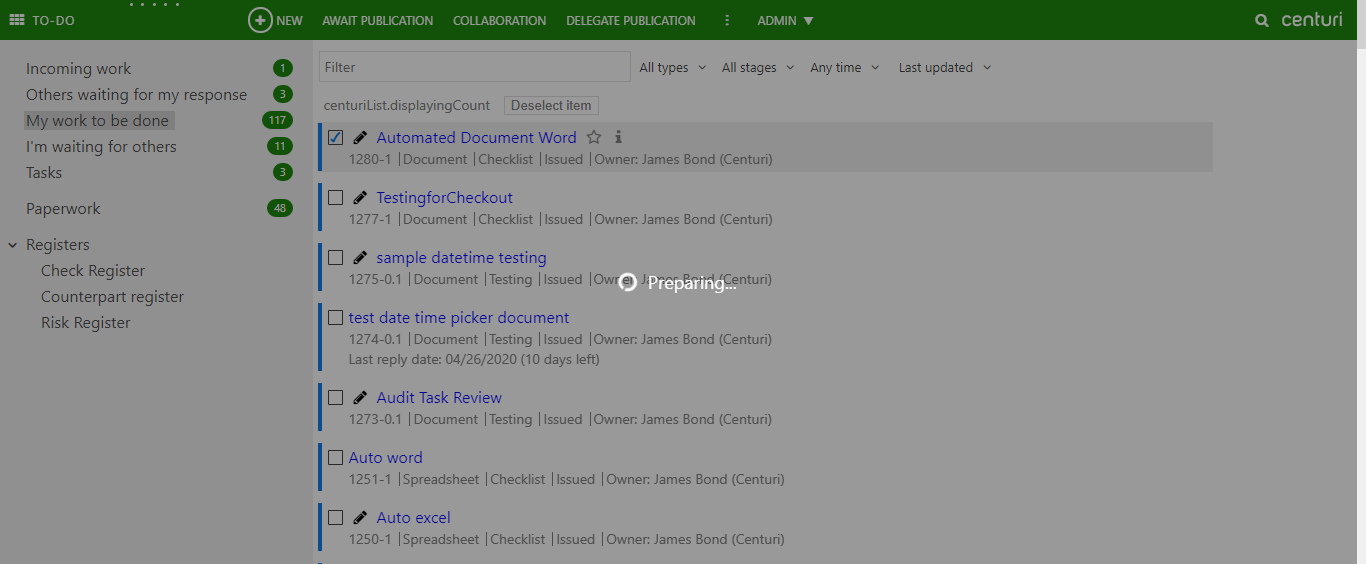 TO-DO NEW AWAIT PUBLICATION COLLABORATION DELEGATE PUBLICATION ADMIN centuri
Incoming work 1
Others waiting for my response 3
My work to be done 117
I'm waiting for others 11
Tasks 3
Paperwork 48
Registers
Check Register
Counterpart register
Risk Register
Filter All types All stages Any time Last updated
centuriList.displayingCount Deselect item
Automated Document Word
1280-1 |Document |Checklist |Issued |Owner: James Bond (Centuri)
TestingforCheckout
1277-1 |Document |Checklist |Issued |Owner: James Bond (Centuri)
sample datetime testing
1275-0.1 |Document |Testing |Issued |Owner: James Bond (Centuri)
Preparing...
test date time picker document
1274-0.1 |Document |Testing |Issued |Owner: James Bond (Centuri)
Last reply date: 04/26/2020 (10 days left)
Audit Task Review
1273-0.1 |Document |Testing |Issued |Owner: James Bond (Centuri)
Auto word
1251-1 |Spreadsheet |Checklist |Issued |Owner: James Bond (Centuri)
Auto excel
1250-1 |Spreadsheet |Checklist |Issued |Owner: James Bond (Centuri)